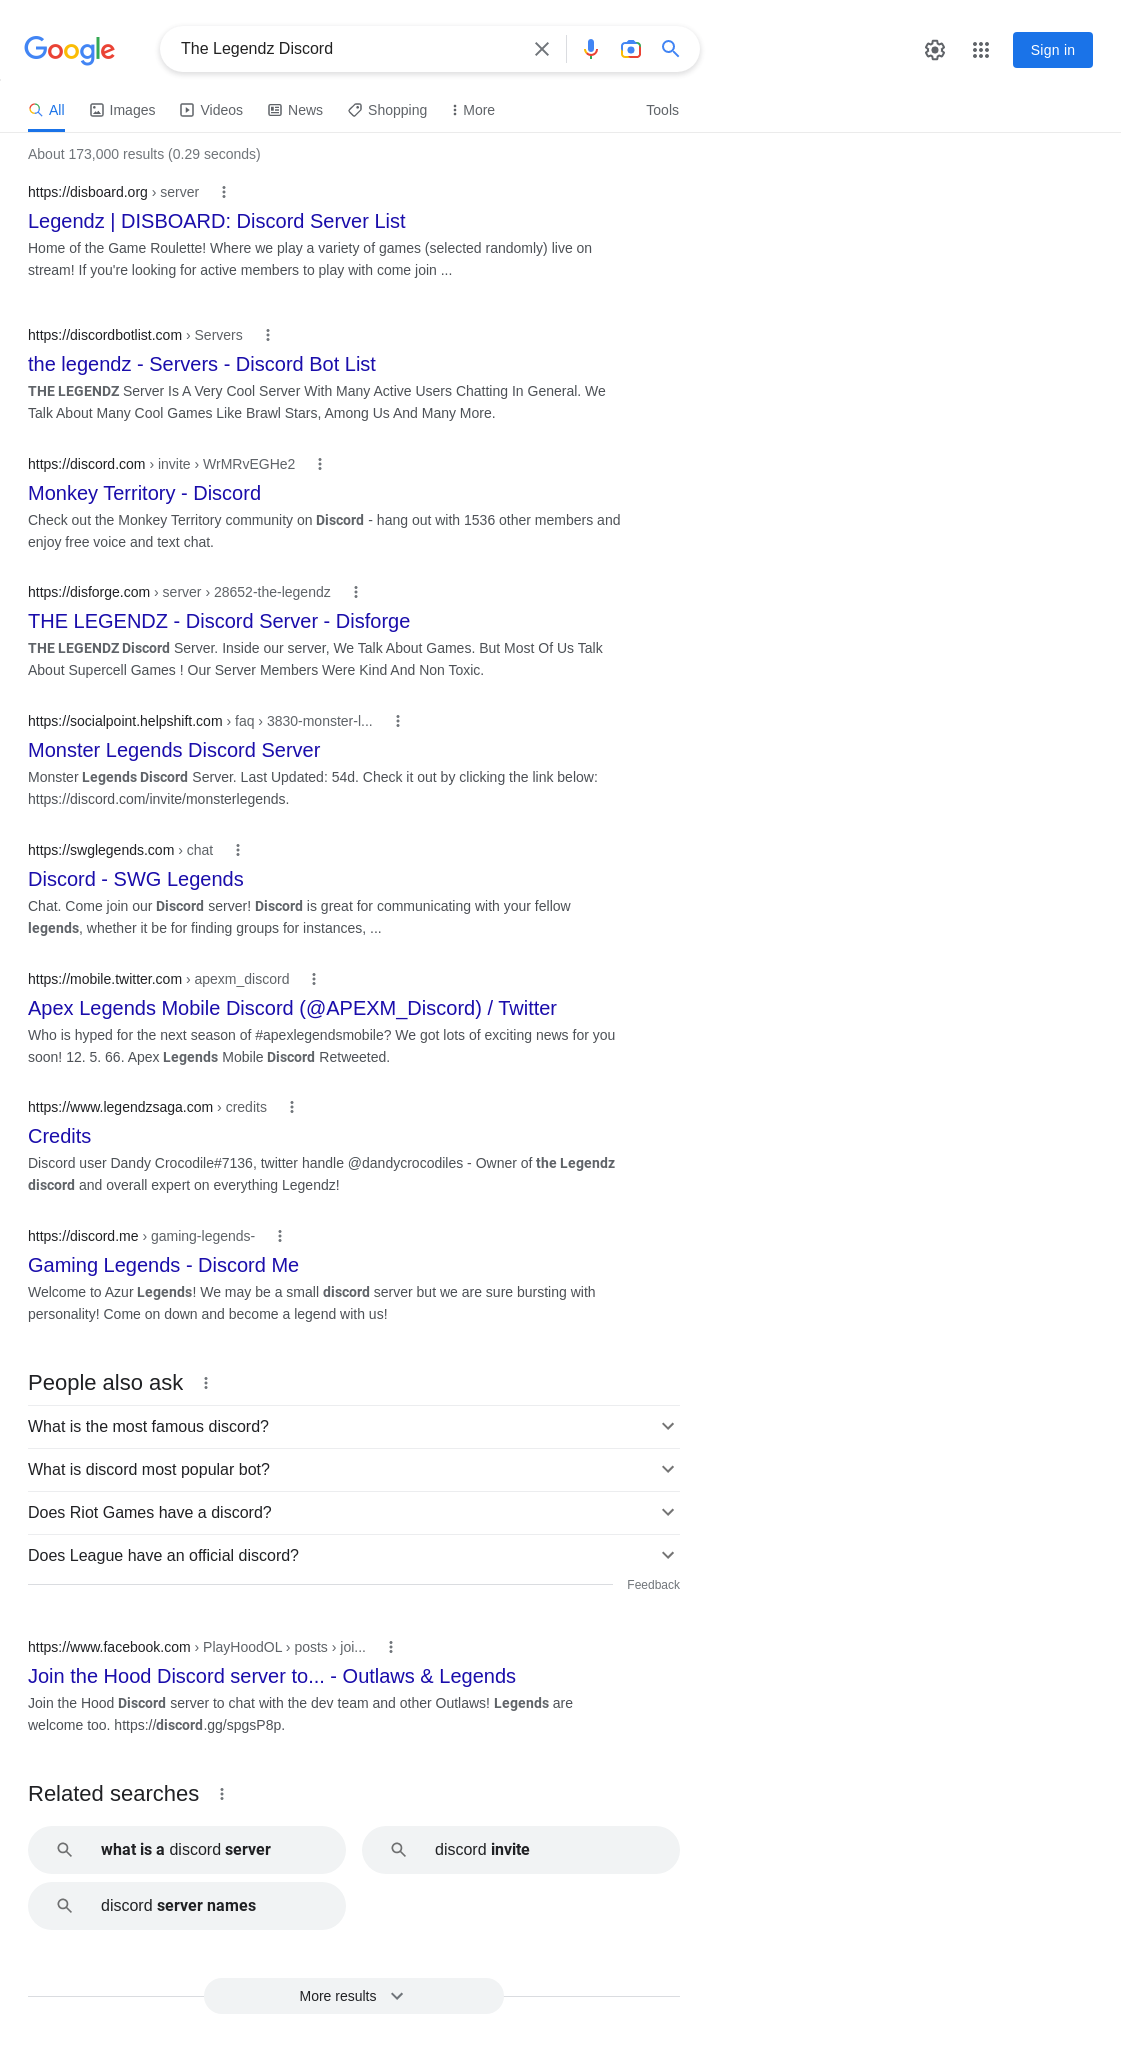 Google
The Legendz Discord
Sign in
All
Images
Videos
News
Shopping
More
Tools
About 173,000 results (0.29 seconds)
https://disboard.org › server
Legendz | DISBOARD: Discord Server List
Home of the Game Roulette! Where we play a variety of games (selected randomly) live on
stream! If you're looking for active members to play with come join ...
https://discordbotlist.com › Servers
the legendz - Servers - Discord Bot List
THE LEGENDZ Server Is A Very Cool Server With Many Active Users Chatting In General. We
Talk About Many Cool Games Like Brawl Stars, Among Us And Many More.
https://discord.com › invite › WrMRvEGHe2
Monkey Territory - Discord
Check out the Monkey Territory community on Discord - hang out with 1536 other members and
enjoy free voice and text chat.
https://disforge.com › server › 28652-the-legendz
THE LEGENDZ - Discord Server - Disforge
THE LEGENDZ Discord Server. Inside our server, We Talk About Games. But Most Of Us Talk
About Supercell Games ! Our Server Members Were Kind And Non Toxic.
https://socialpoint.helpshift.com › faq › 3830-monster-l...
Monster Legends Discord Server
Monster Legends Discord Server. Last Updated: 54d. Check it out by clicking the link below:
https://discord.com/invite/monsterlegends.
https://swglegends.com › chat
Discord - SWG Legends
Chat. Come join our Discord server! Discord is great for communicating with your fellow
legends, whether it be for finding groups for instances, ...
https://mobile.twitter.com › apexm_discord
Apex Legends Mobile Discord (@APEXM_Discord) / Twitter
Who is hyped for the next season of #apexlegendsmobile? We got lots of exciting news for you
soon! 12. 5. 66. Apex Legends Mobile Discord Retweeted.
https://www.legendzsaga.com › credits
Credits
Discord user Dandy Crocodile#7136, twitter handle @dandycrocodiles - Owner of the Legendz
discord and overall expert on everything Legendz!
https://discord.me › gaming-legends-
Gaming Legends - Discord Me
Welcome to Azur Legends! We may be a small discord server but we are sure bursting with
personality! Come on down and become a legend with us!
People also ask
What is the most famous discord?
What is discord most popular bot?
Does Riot Games have a discord?
Does League have an official discord?
Feedback
https://www.facebook.com › PlayHoodOL › posts › joi...
Join the Hood Discord server to... - Outlaws & Legends
Join the Hood Discord server to chat with the dev team and other Outlaws! Legends are
welcome too. https://discord.gg/spgsP8p.
Related searches
what is a discord server
discord invite
discord server names
More results